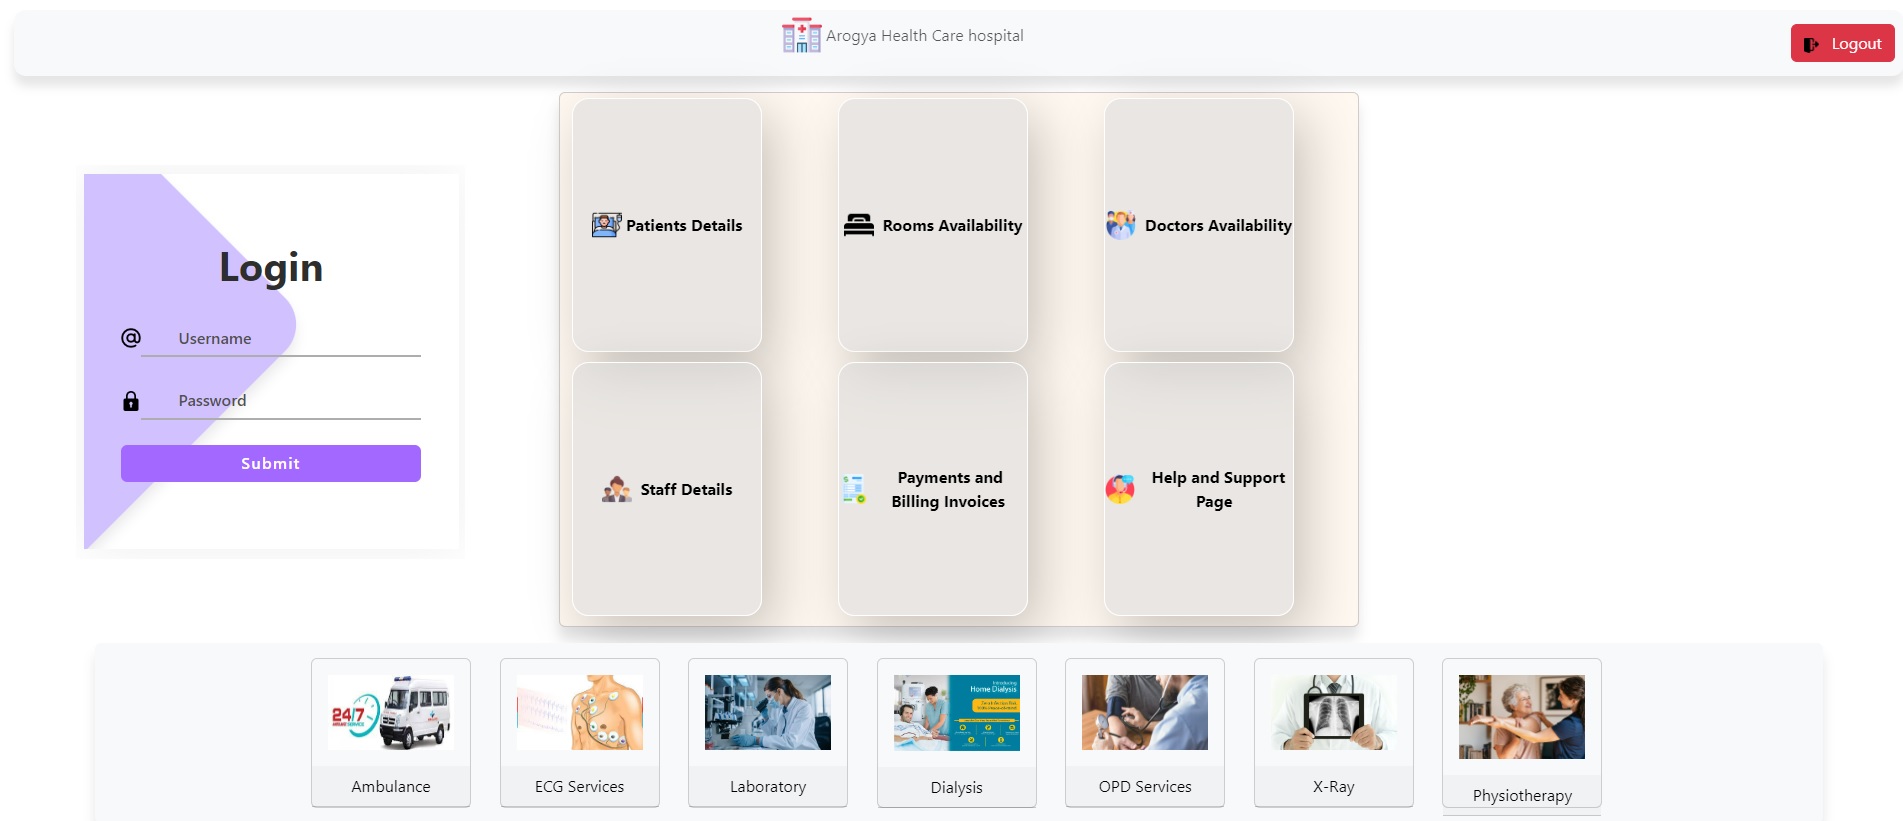 Arogya Health Care hospital
Logout
Login
@ Username
Password
Submit
Patients Details
Rooms Availability
Doctors Availability
Staff Details
Payments and
Billing Invoices
Help and Support
Page
24/7
Introducing
Home Dialysis
Ambulance
ECG Services
Laboratory
Dialysis
OPD Services
X-Ray
Physiotherapy